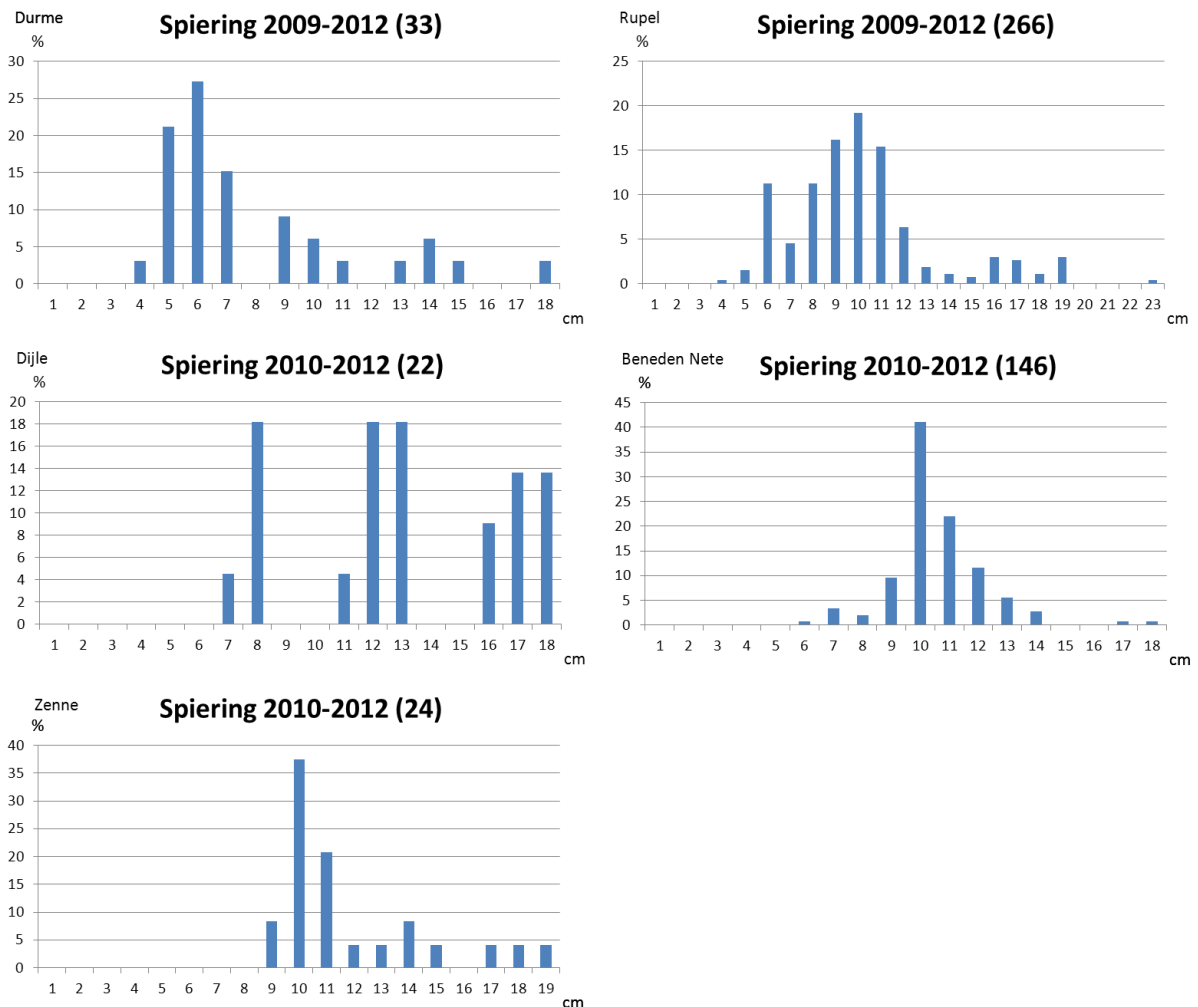 Durme
%
Spiering 2009-2012 (33)
30
25
20
15
10
5
0
1 2 3 4 5 6 7 8 9 10 11 12 13 14 15 16 17 18
cm
Rupel
%
Spiering 2009-2012 (266)
25
20
15
10
5
0
1 2 3 4 5 6 7 8 9 10 11 12 13 14 15 16 17 18 19 20 21 22 23
cm
Dijle
%
Spiering 2010-2012 (22)
20
18
16
14
12
10
8
6
4
2
0
1 2 3 4 5 6 7 8 9 10 11 12 13 14 15 16 17 18
cm
Beneden Nete
%
Spiering 2010-2012 (146)
45
40
35
30
25
20
15
10
5
0
1 2 3 4 5 6 7 8 9 10 11 12 13 14 15 16 17 18
cm
Zenne
%
Spiering 2010-2012 (24)
40
35
30
25
20
15
10
5
0
1 2 3 4 5 6 7 8 9 10 11 12 13 14 15 16 17 18 19
cm